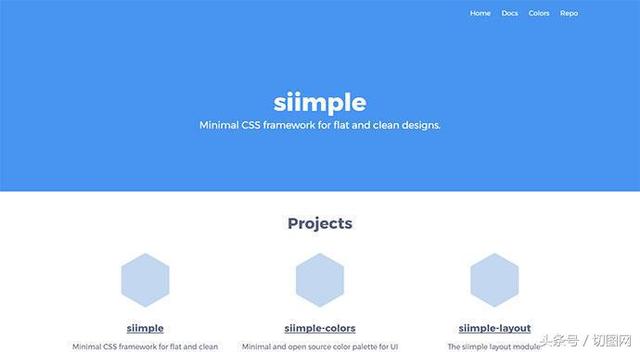 Home Docs Colors Repo
siimple
Minimal CSS framework for flat and clean designs.
Projects
siimple siimple-colors siimple-layout
Minimal CSS framework for flat and clean Minimal and open source color palette for UI The siimple layout module
头条号 / 切图网